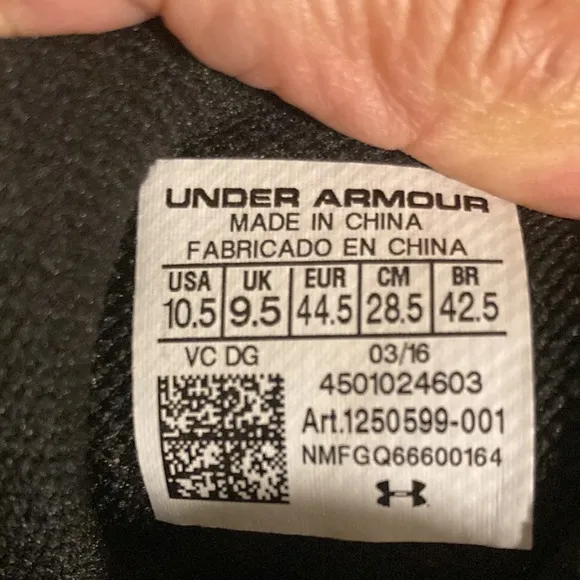 UNDER ARMOUR
MADE IN CHINA
FABRICADO EN CHINA
USA UK EUR CM BR
10.5 9.5 44.5 28.5 42.5
VC DG 03/16
4501024603
Art.1250599-001
NMFGQ66600164